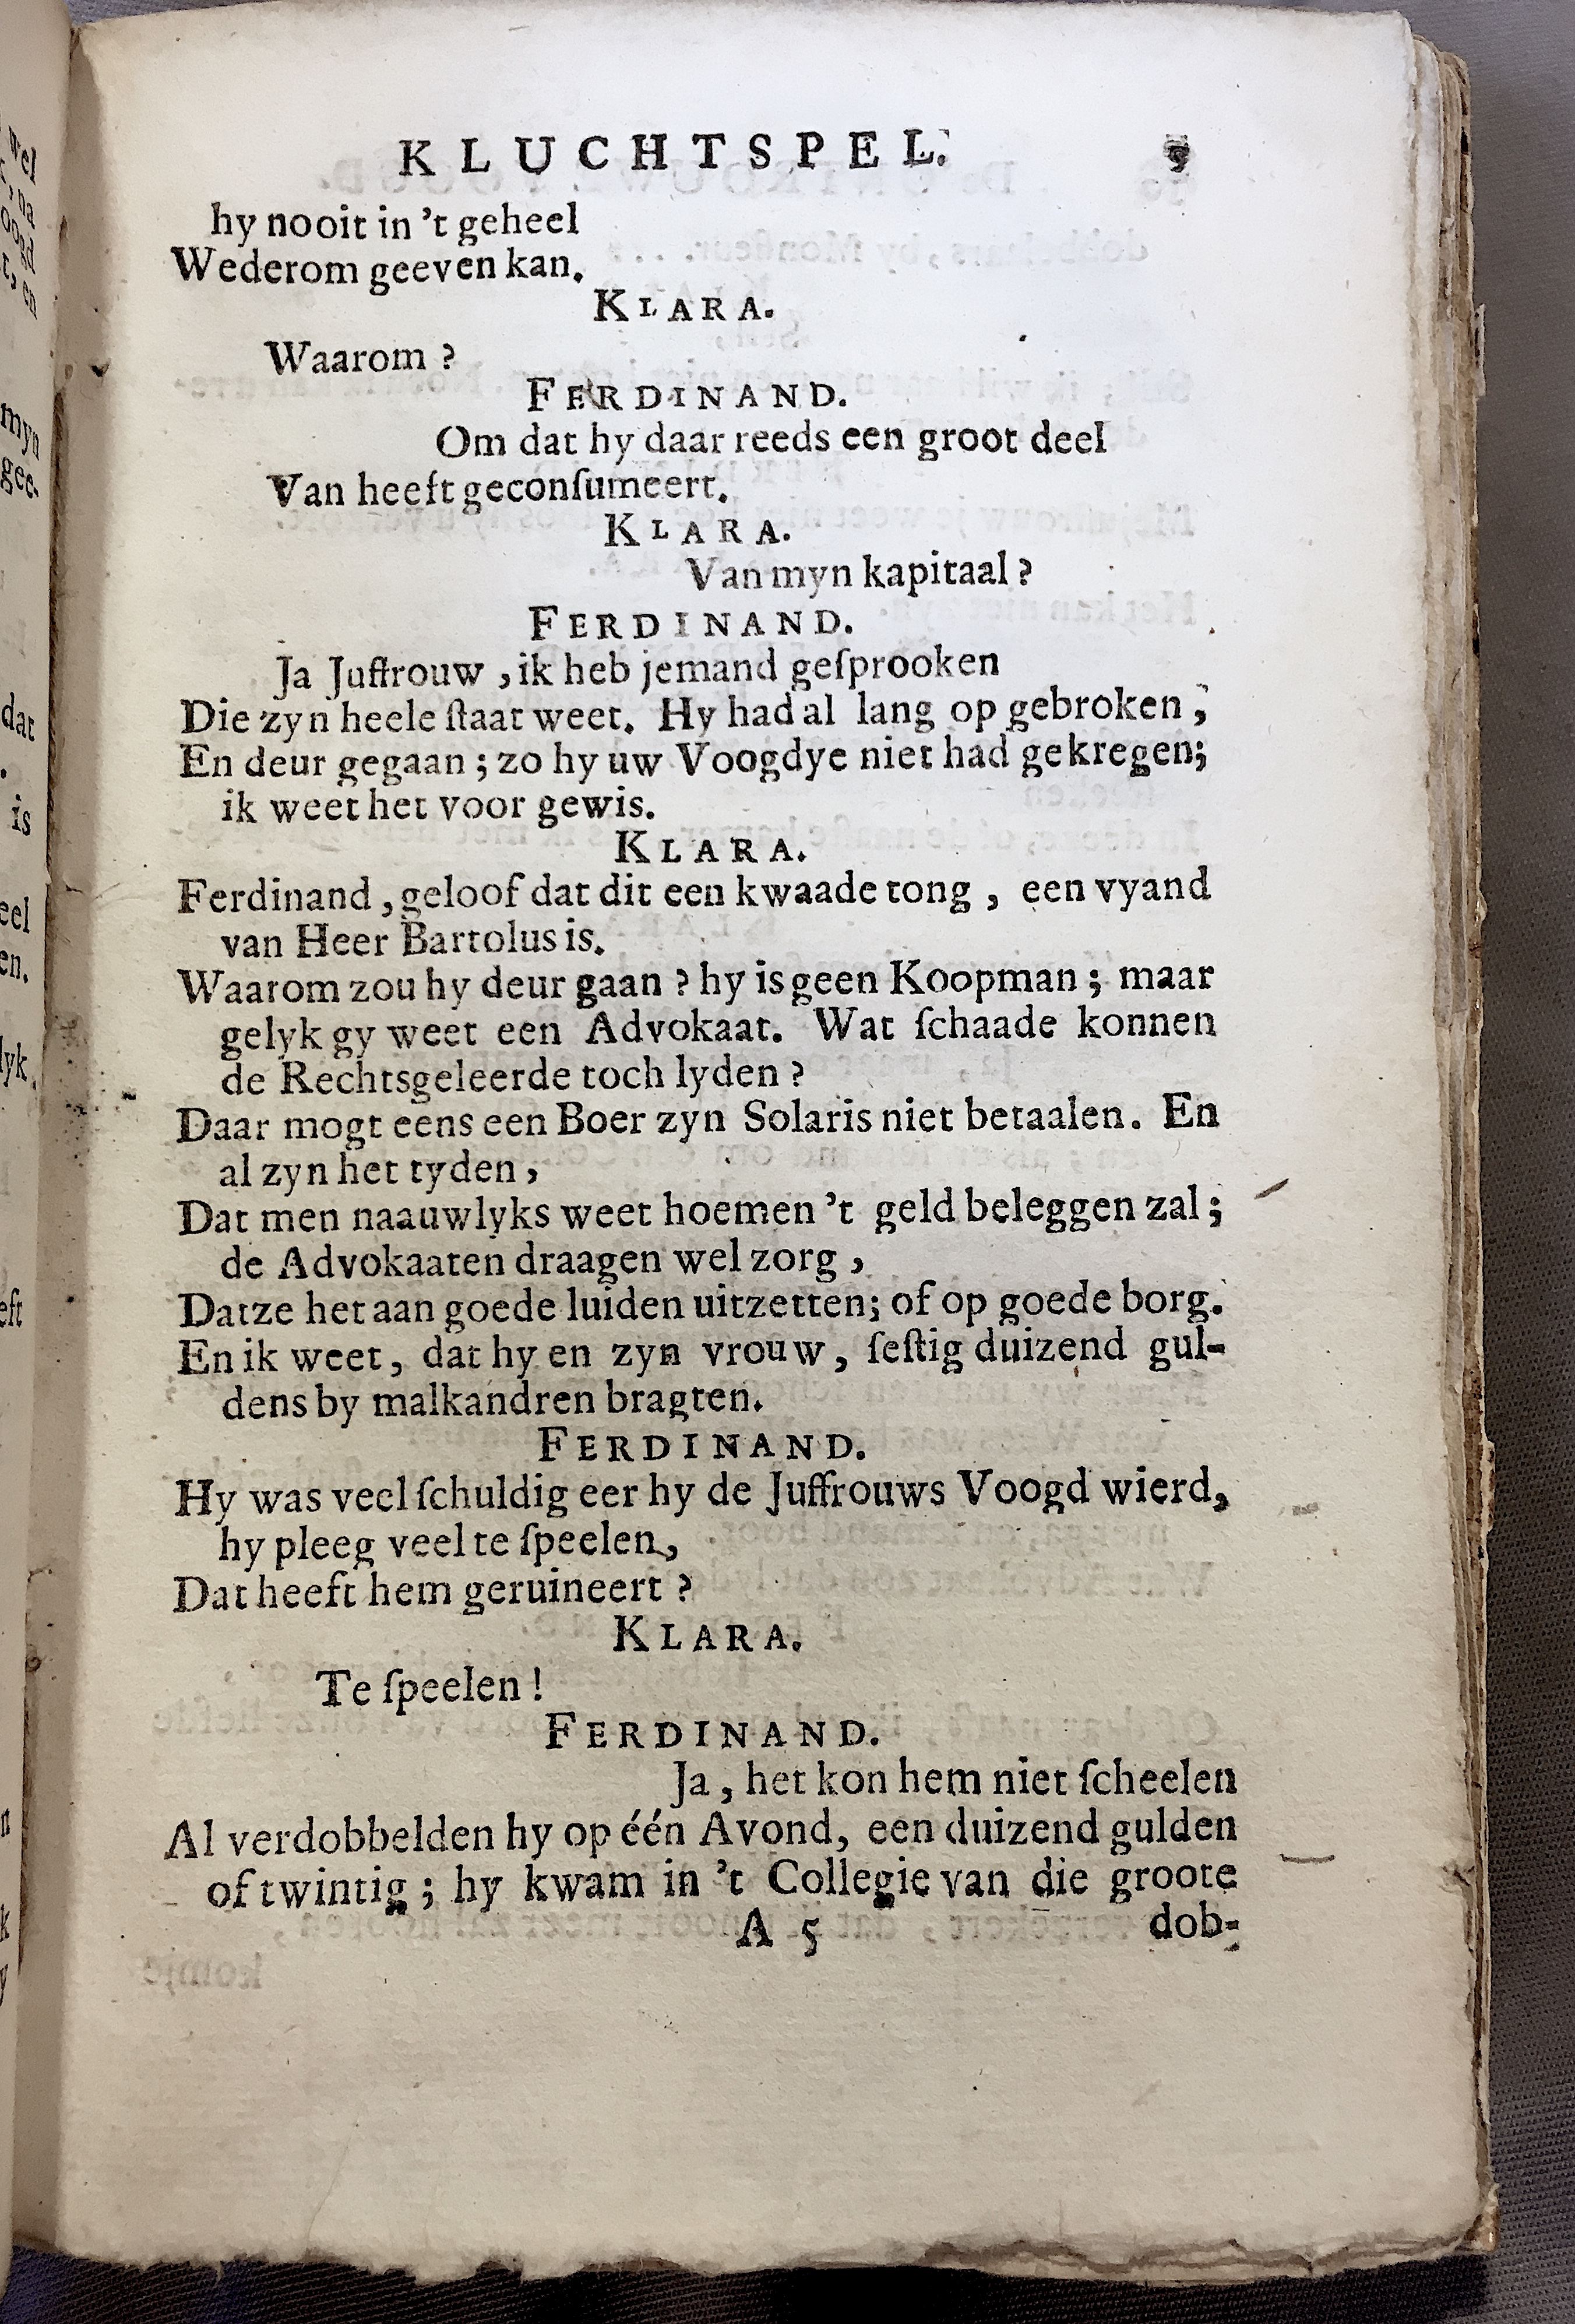 KLUCHTSPEL. 9
hy nooit in 't geheel
Wederom geeven kan.
KLARA.
Waarom ?
FERDINAND.
Om dat hy daar reeds een groot deel
Van heeft geconſumeert.
KLARA.
Van myn kapitaal ?
FERDINAND.
Ja Juffrouw , ik heb jemand geſprooken
Die zyn heele ſtaat weet. Hy had al lang op gebroken ,
En deur gegaan ; zo hy uw Voogdye niet had gekregen;
ik weet het voor gewis.
KLARA.
Ferdinand , geloof dat dit een kwaade tong , een vyand
van Heer Bartolus is.
Waarom zou hy deur gaan ? hy is geen Koopman ; maar
gelyk gy weet een Advokaat. Wat ſchaade konnen
de Rechtsgeleerde toch lyden ?
Daar mogt eens een Boer zyn Solaris niet betaalen. En
al zyn het tyden ,
Dat men naauwlyks weet hoemen 't geld beleggen zal ;
de Advokaaten draagen wel zorg ,
Datze het aan goede luiden uitzetten; of op goede borg.
En ik weet, dat hy en zyn vrouw, ſeſtig duizend gul-
dens by malkandren bragten.
FERDINAND.
Hy was veel ſchuldig eer hy de Juffrouws Voogd wierd,
hy pleeg veel te ſpeelen,
Dat heeft hem geruineert ?
KLARA.
Te ſpeelen !
FERDINAND.
Ja , het kon hem niet ſcheelen
Al verdobbelden hy op één Avond, een duizend gulden
of twintig ; hy kwam in 't Collegie van die groote
A 5 dob-